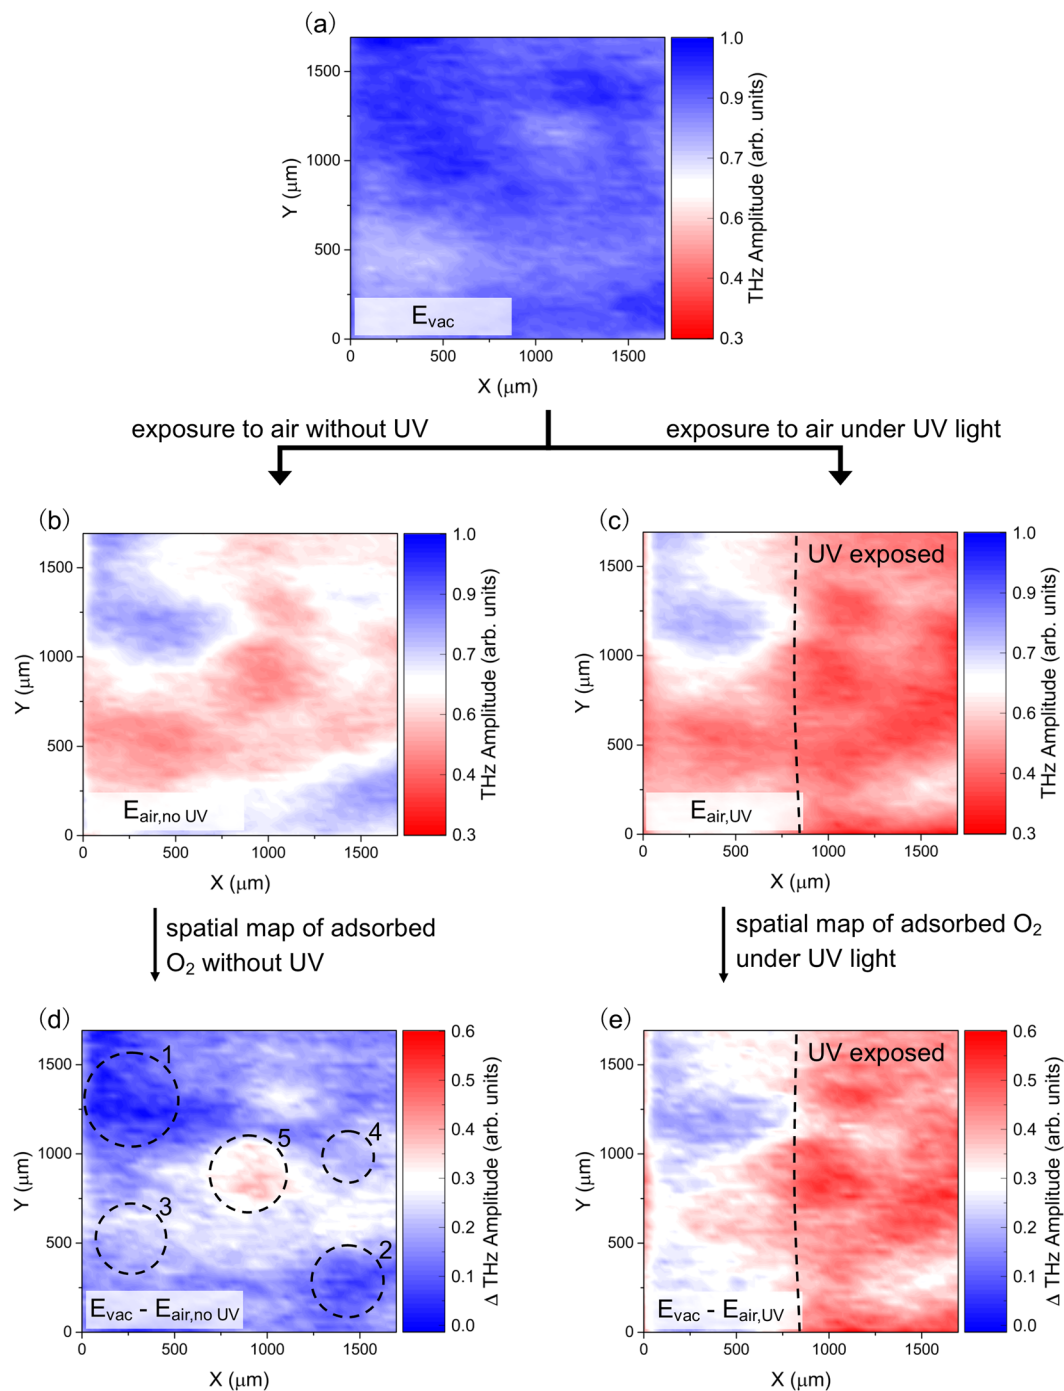 (a)
1500
1000
500
0
Y (μm)
0 500 1000 1500
X (μm)
E_vac
1.0
0.9
0.7
0.6
0.4
0.3
THz Amplitude (arb. units)
exposure to air without UV
exposure to air under UV light
(b)
1500
1000
500
0
Y (μm)
0 500 1000 1500
X (μm)
E_air,no UV
1.0
0.9
0.7
0.6
0.4
0.3
THz Amplitude (arb. units)
(c)
UV exposed
1500
1000
500
0
Y (μm)
0 500 1000 1500
X (μm)
E_air,UV
1.0
0.9
0.7
0.6
0.4
0.3
THz Amplitude (arb. units)
spatial map of adsorbed
O₂ without UV
spatial map of adsorbed O₂
under UV light
(d)
1
4
5
3
2
1500
1000
500
0
Y (μm)
0 500 1000 1500
X (μm)
E_vac - E_air,no UV
0.6
0.5
0.4
0.3
0.2
0.1
0.0
Δ THz Amplitude (arb. units)
(e)
UV exposed
1500
1000
500
0
Y (μm)
0 500 1000 1500
X (μm)
E_vac - E_air,UV
0.6
0.5
0.4
0.3
0.2
0.1
0.0
Δ THz Amplitude (arb. units)